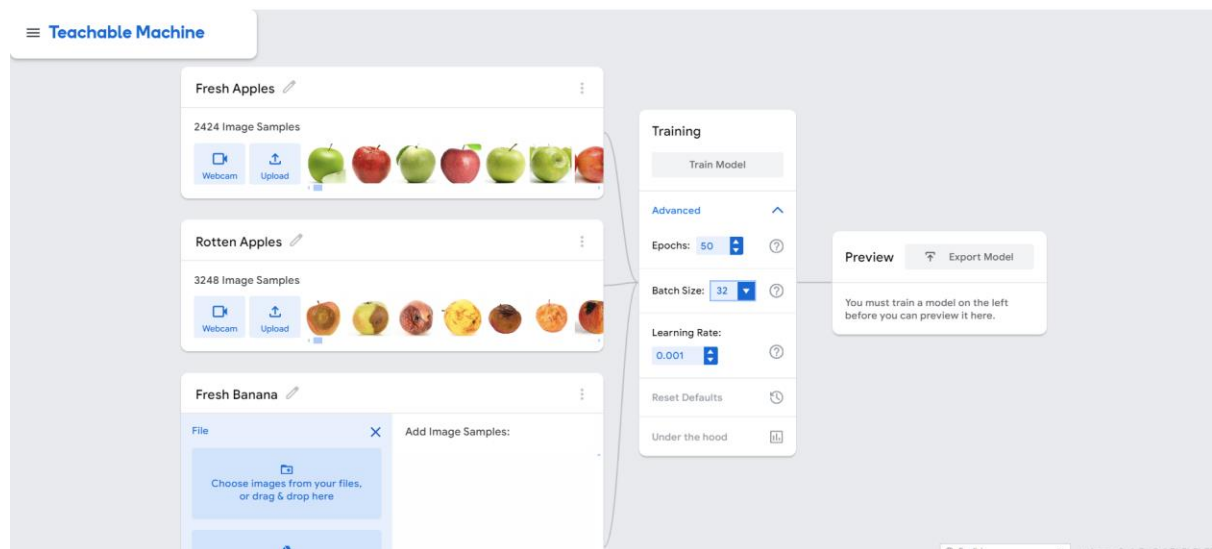 Teachable Machine
Fresh Apples
2424 Image Samples
Webcam
Upload
Rotten Apples
3248 Image Samples
Webcam
Upload
Fresh Banana
File
Add Image Samples:
Choose images from your files,
or drag & drop here
Training
Train Model
Advanced
Epochs: 50
Batch Size: 32
Learning Rate:
0.001
Reset Defaults
Under the hood
Preview
Export Model
You must train a model on the left
before you can preview it here.